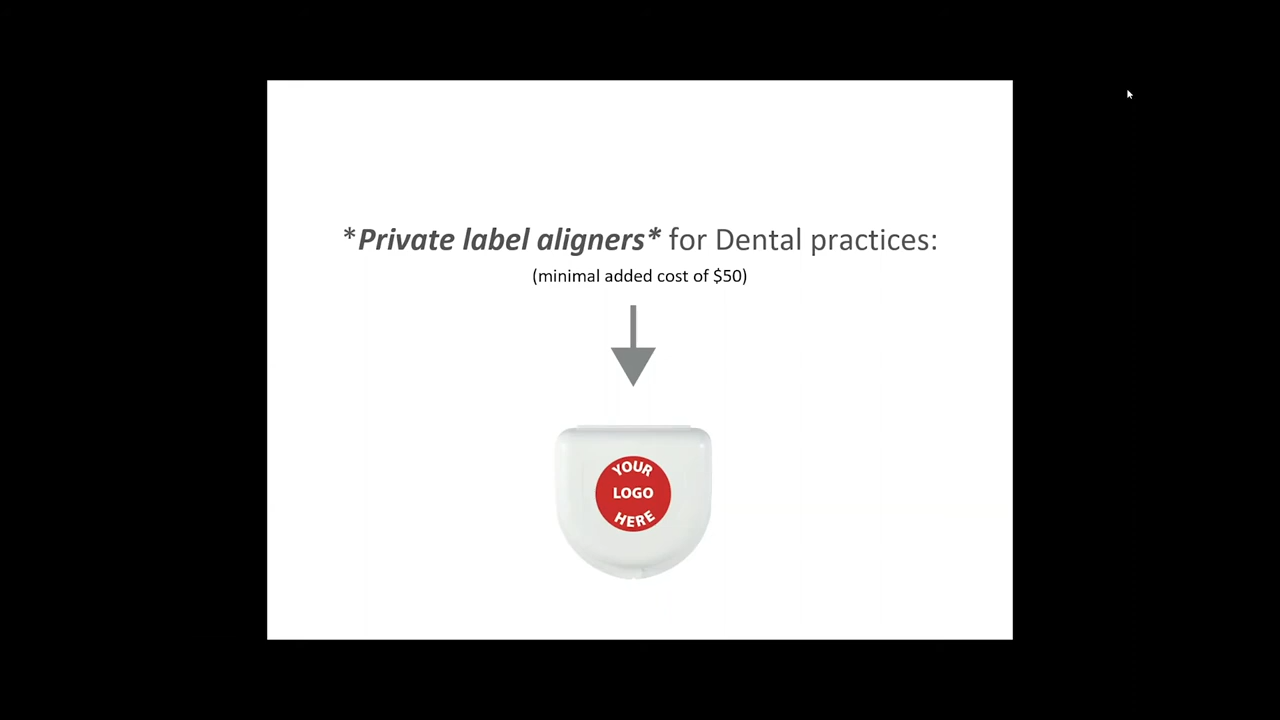 *Private label aligners* for Dental practices:
(minimal added cost of $50)
YOUR
LOGO
HERE